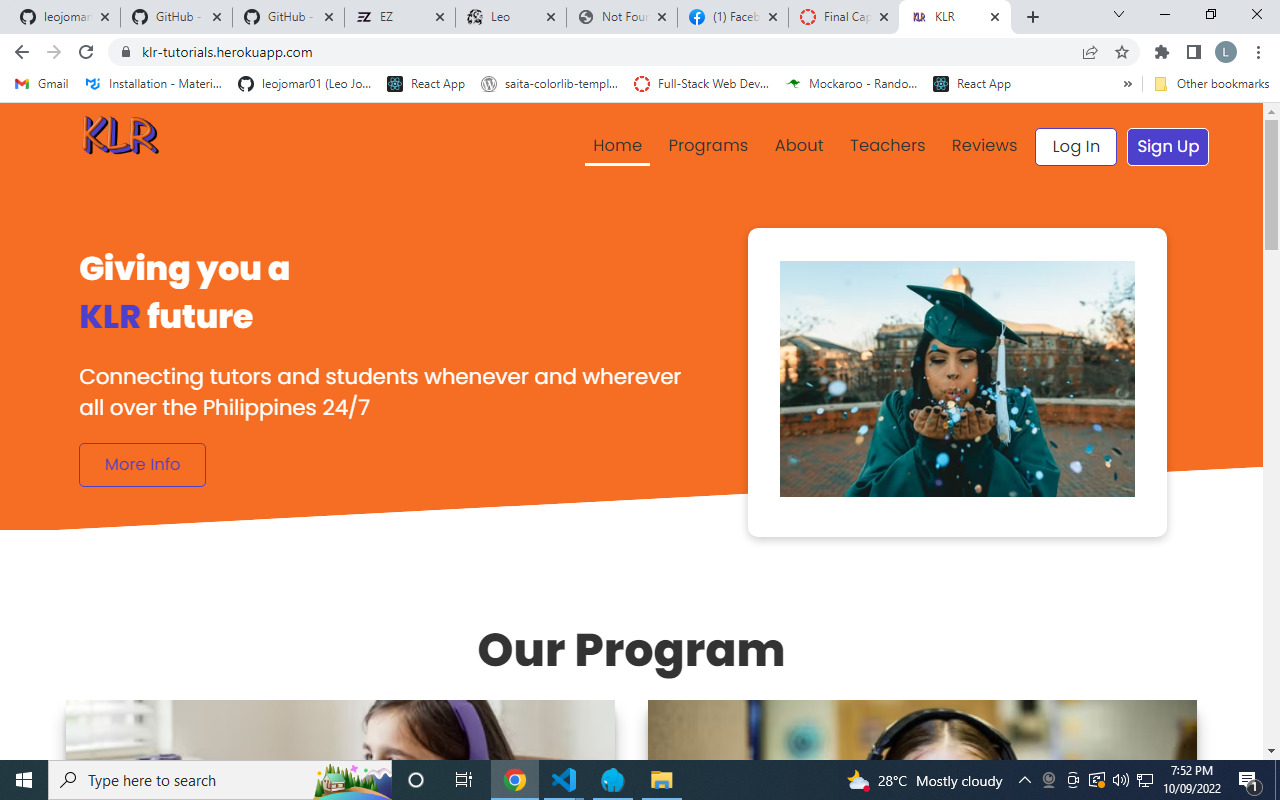 leojomar
GitHub -
GitHub -
EZ
Leo
Not Four
(1) Faceb
Final Cap
KLR
klr-tutorials.herokuapp.com
L
Gmail
Installation - Materi...
leojomar01 (Leo Jo...
React App
saita-colorlib-templ...
Full-Stack Web Dev...
Mockaroo - Rando...
React App
»
Other bookmarks
KLR
Home
Programs
About
Teachers
Reviews
Log In
Sign Up
Giving you a
KLR future
Connecting tutors and students whenever and wherever
all over the Philippines 24/7
More Info
Our Program
Type here to search
28°C Mostly cloudy
7:52 PM
10/09/2022
1